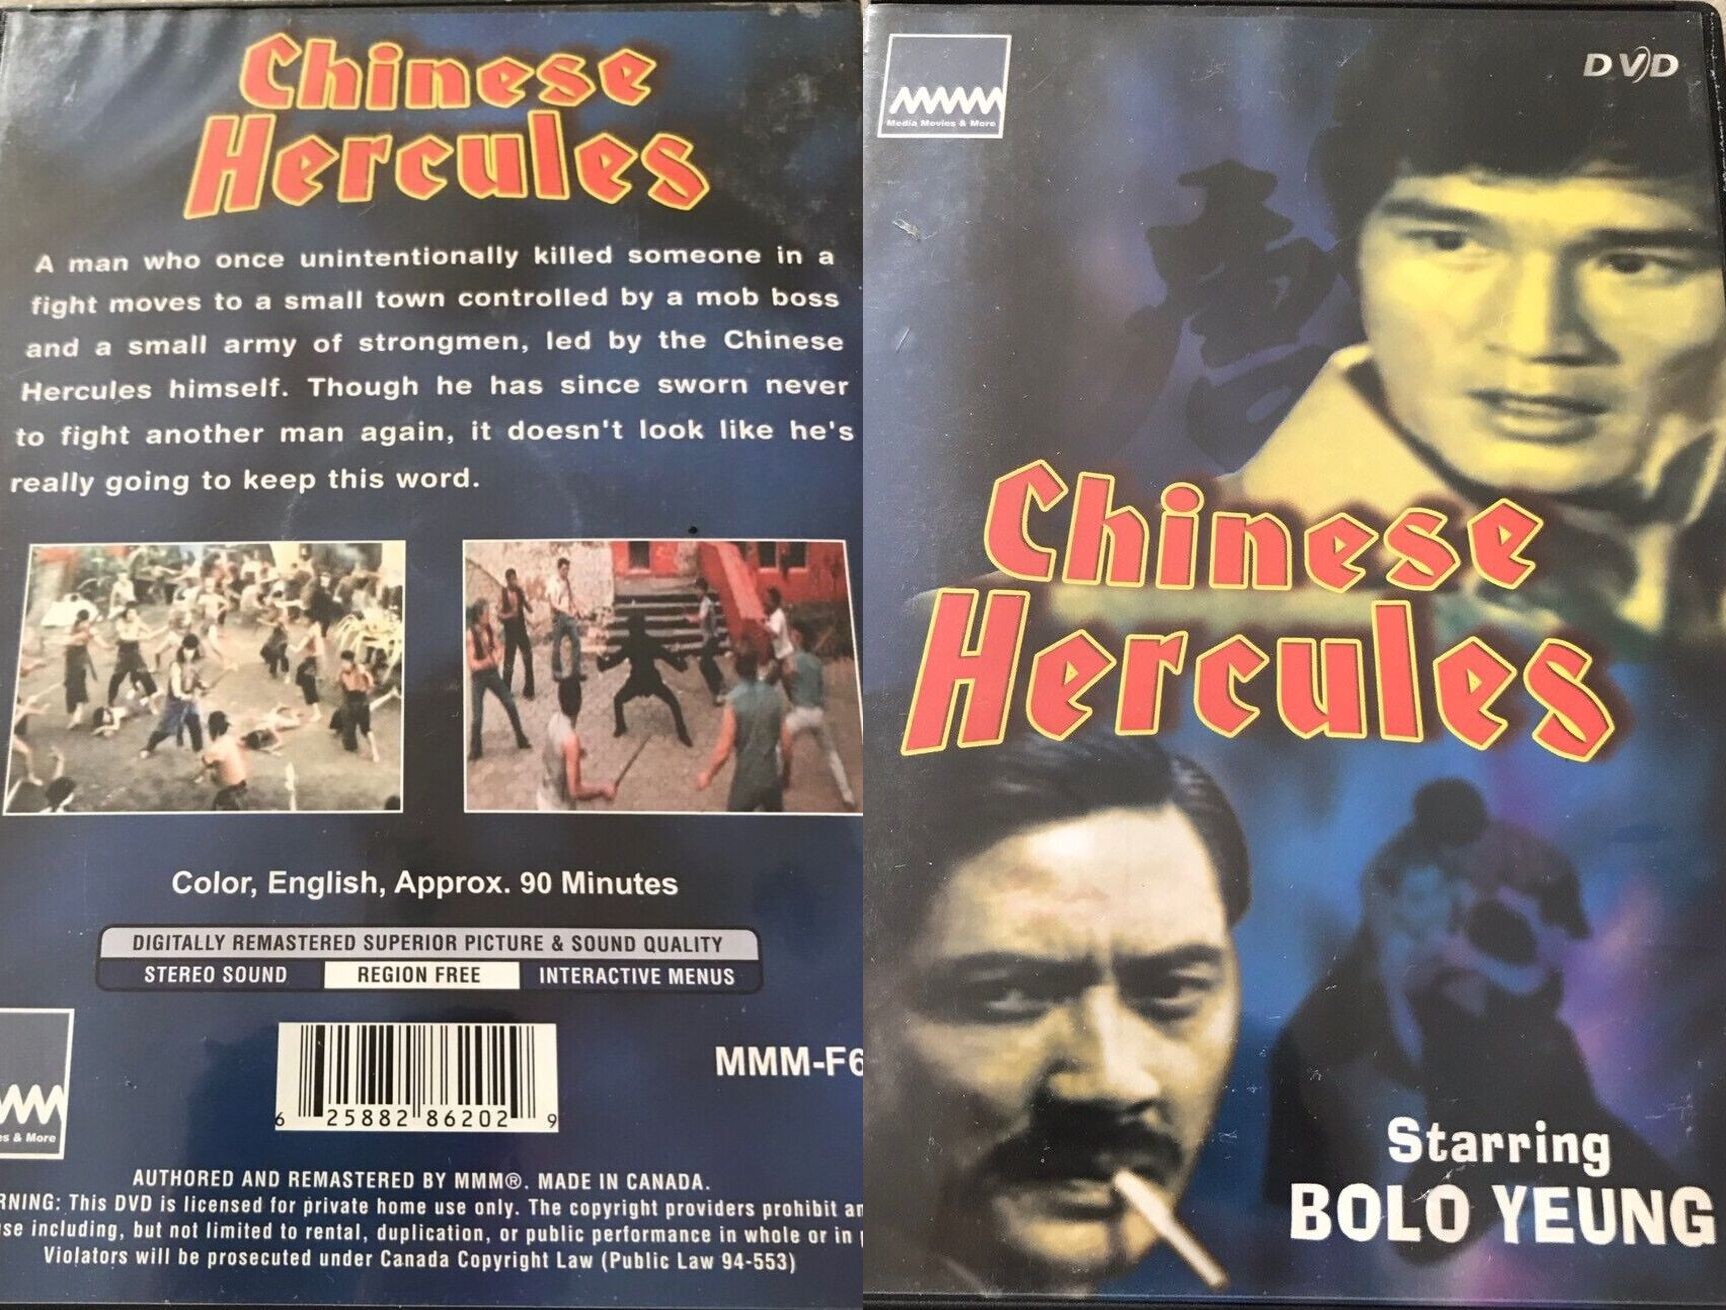 Chinese
Hercules
A man who once unintentionally killed someone in a
fight moves to a small town controlled by a mob boss
and a small army of strongmen, led by the Chinese
Hercules himself. Though he has since sworn never
to fight another man again, it doesn't look like he's
really going to keep this word.
Color, English, Approx. 90 Minutes
DIGITALLY REMASTERED SUPERIOR PICTURE & SOUND QUALITY
STEREO SOUND REGION FREE INTERACTIVE MENUS
MMM-F6
6 25882 86202 9
es & More
AUTHORED AND REMASTERED BY MMM®. MADE IN CANADA.
RNING: This DVD is licensed for private home use only. The copyright providers prohibit an
se including, but not limited to rental, duplication, or public performance in whole or in
Violators will be prosecuted under Canada Copyright Law (Public Law 94-553)
Media Movies & More
DVD
Chinese
Hercules
Starring
BOLO YEUNG